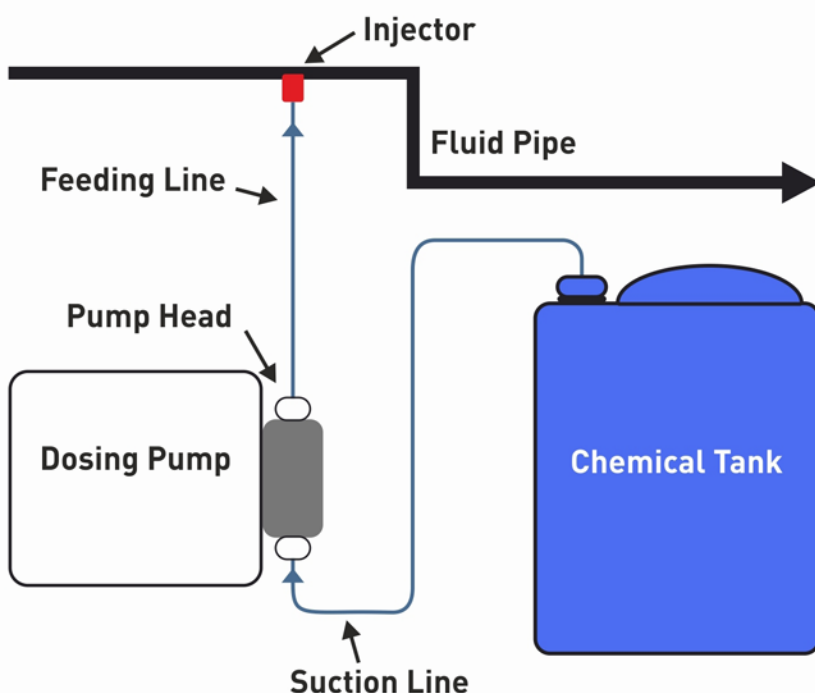 Injector
Fluid Pipe
Feeding Line
Pump Head
Dosing Pump
Chemical Tank
Suction Line